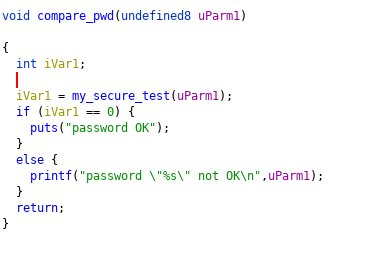 void compare_pwd(undefined8 uParm1)
{
int iVar1;
iVar1 = my_secure_test(uParm1);
if (iVar1 == 0) {
puts("password OK");
}
else {
printf("password \"%s\" not OK\n",uParm1);
}
return;
}